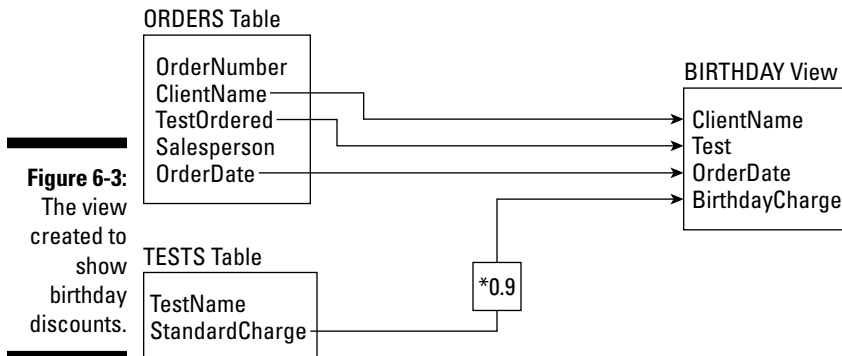 ORDERS Table
OrderNumber
ClientName
TestOrdered
Salesperson
OrderDate
BIRTHDAY View
ClientName
Test
OrderDate
BirthdayCharge
Figure 6-3:
The view
created to
show
birthday
discounts.
TESTS Table
TestName
StandardCharge
*0.9